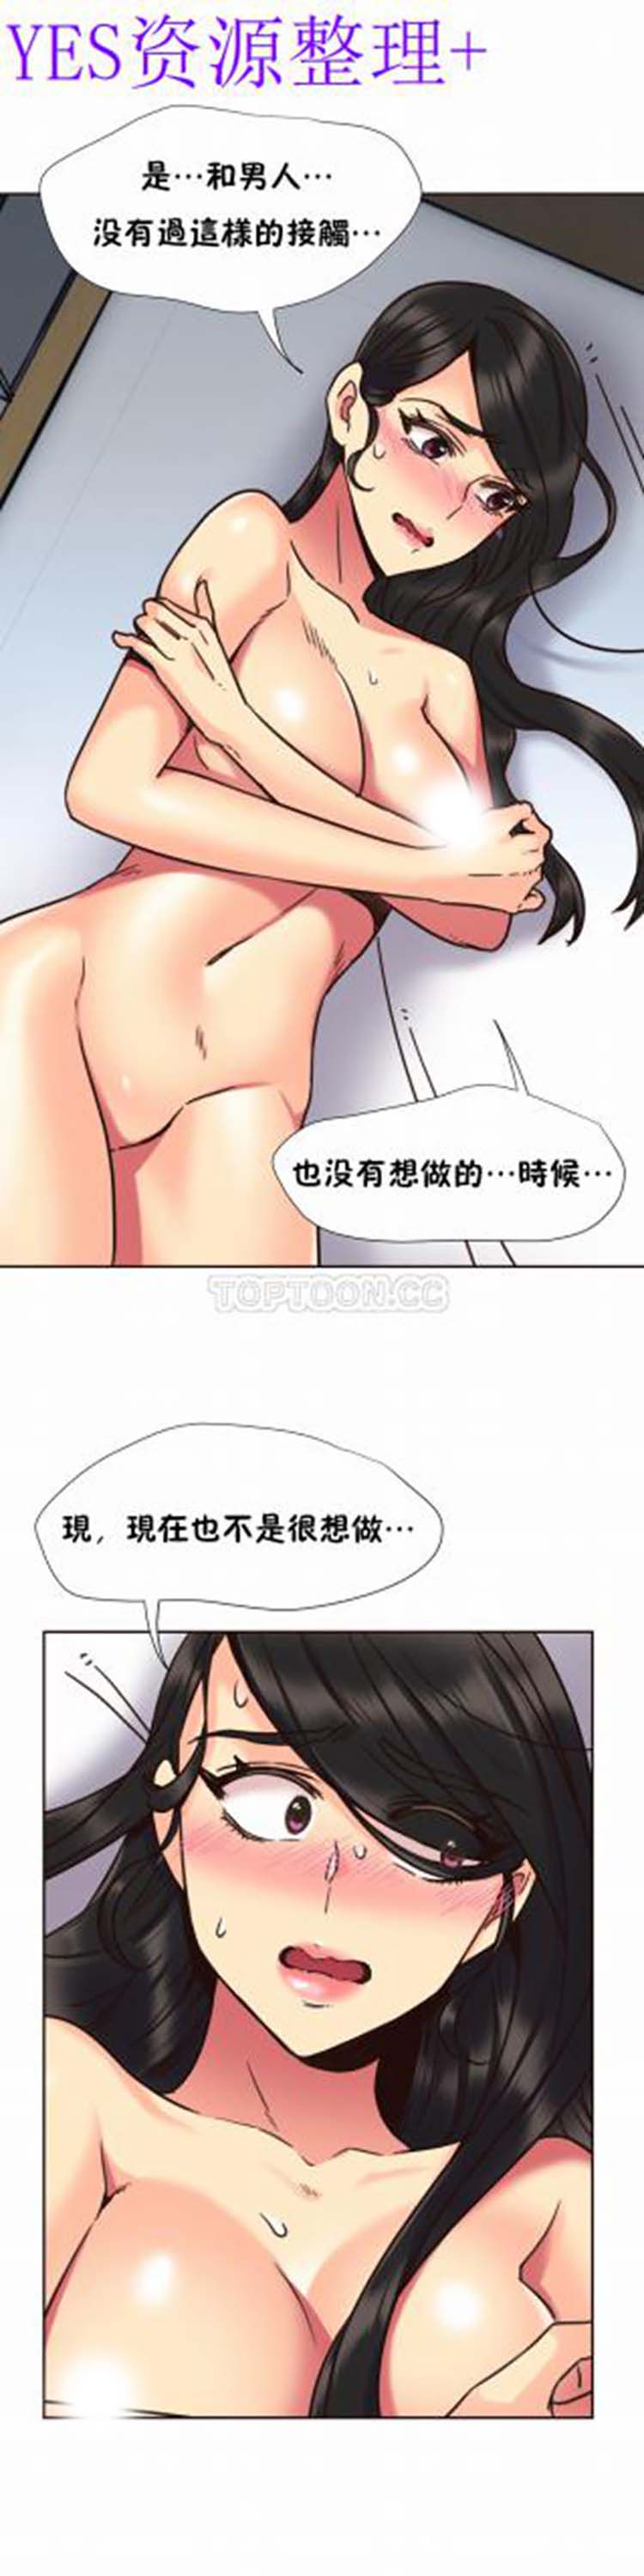 YES资源整理+
是…和男人…
没有過這樣的接觸…
也没有想做的…時候…
TOPTOON.CC
現，現在也不是很想做…